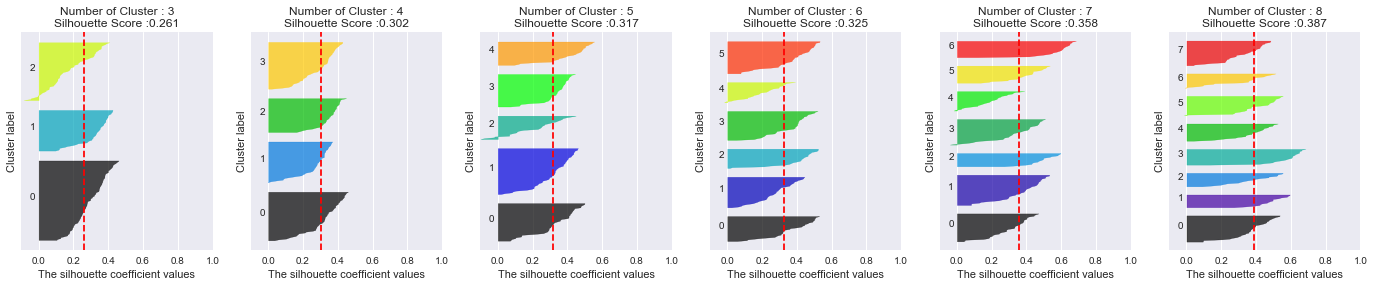 Number of Cluster : 3
Silhouette Score :0.261
2
1
0
Cluster label
0.0 0.2 0.4 0.6 0.8 1.0
The silhouette coefficient values
Number of Cluster : 4
Silhouette Score :0.302
3
2
1
0
Cluster label
0.0 0.2 0.4 0.6 0.8 1.0
The silhouette coefficient values
Number of Cluster : 5
Silhouette Score :0.317
4
3
2
1
0
Cluster label
0.0 0.2 0.4 0.6 0.8 1.0
The silhouette coefficient values
Number of Cluster : 6
Silhouette Score :0.325
5
4
3
2
1
0
Cluster label
0.0 0.2 0.4 0.6 0.8 1.0
The silhouette coefficient values
Number of Cluster : 7
Silhouette Score :0.358
6
5
4
3
2
1
0
Cluster label
0.0 0.2 0.4 0.6 0.8 1.0
The silhouette coefficient values
Number of Cluster : 8
Silhouette Score :0.387
7
6
5
4
3
2
1
0
Cluster label
0.0 0.2 0.4 0.6 0.8 1.0
The silhouette coefficient values